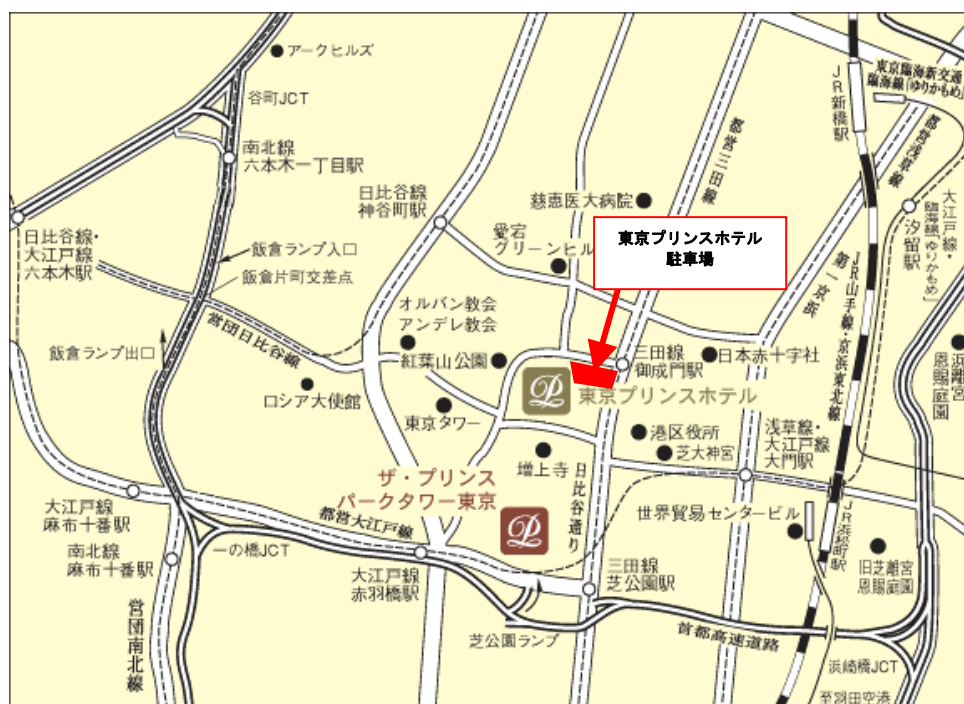 アークヒルズ
谷町JCT
南北線
六本木一丁目駅
日比谷線・
大江戸線
六本木駅
飯倉ランプ入口
飯倉片町交差点
飯倉ランプ出口
営団日比谷線
日比谷線
神谷町駅
慈恵医大病院
愛宕
グリーンヒル
東京プリンスホテル
駐車場
都営三田線
都営浅草線
第一京浜
JR新橋駅
東京臨海新交通
臨海線「ゆりかもめ」
大江戸線・
臨海線「ゆりかもめ」
汐留駅
JR山手線・京浜東北線
浜離宮
恩賜庭園
オルバン教会
アンデレ教会
紅葉山公園
ロシア大使館
東京タワー
三田線
御成門駅
日本赤十字社
東京プリンスホテル
港区役所
芝大神宮
浅草線・
大江戸線
大門駅
増上寺
日比谷通り
ザ・プリンス
パークタワー東京
都営大江戸線
大江戸線
麻布十番駅
南北線
麻布十番駅
一の橋JCT
営団南北線
大江戸線
赤羽橋駅
三田線
芝公園駅
芝公園ランプ
首都高速道路
世界貿易センタービル
JR浜松町駅
旧芝離宮
恩賜庭園
浜崎橋JCT
至羽田空港